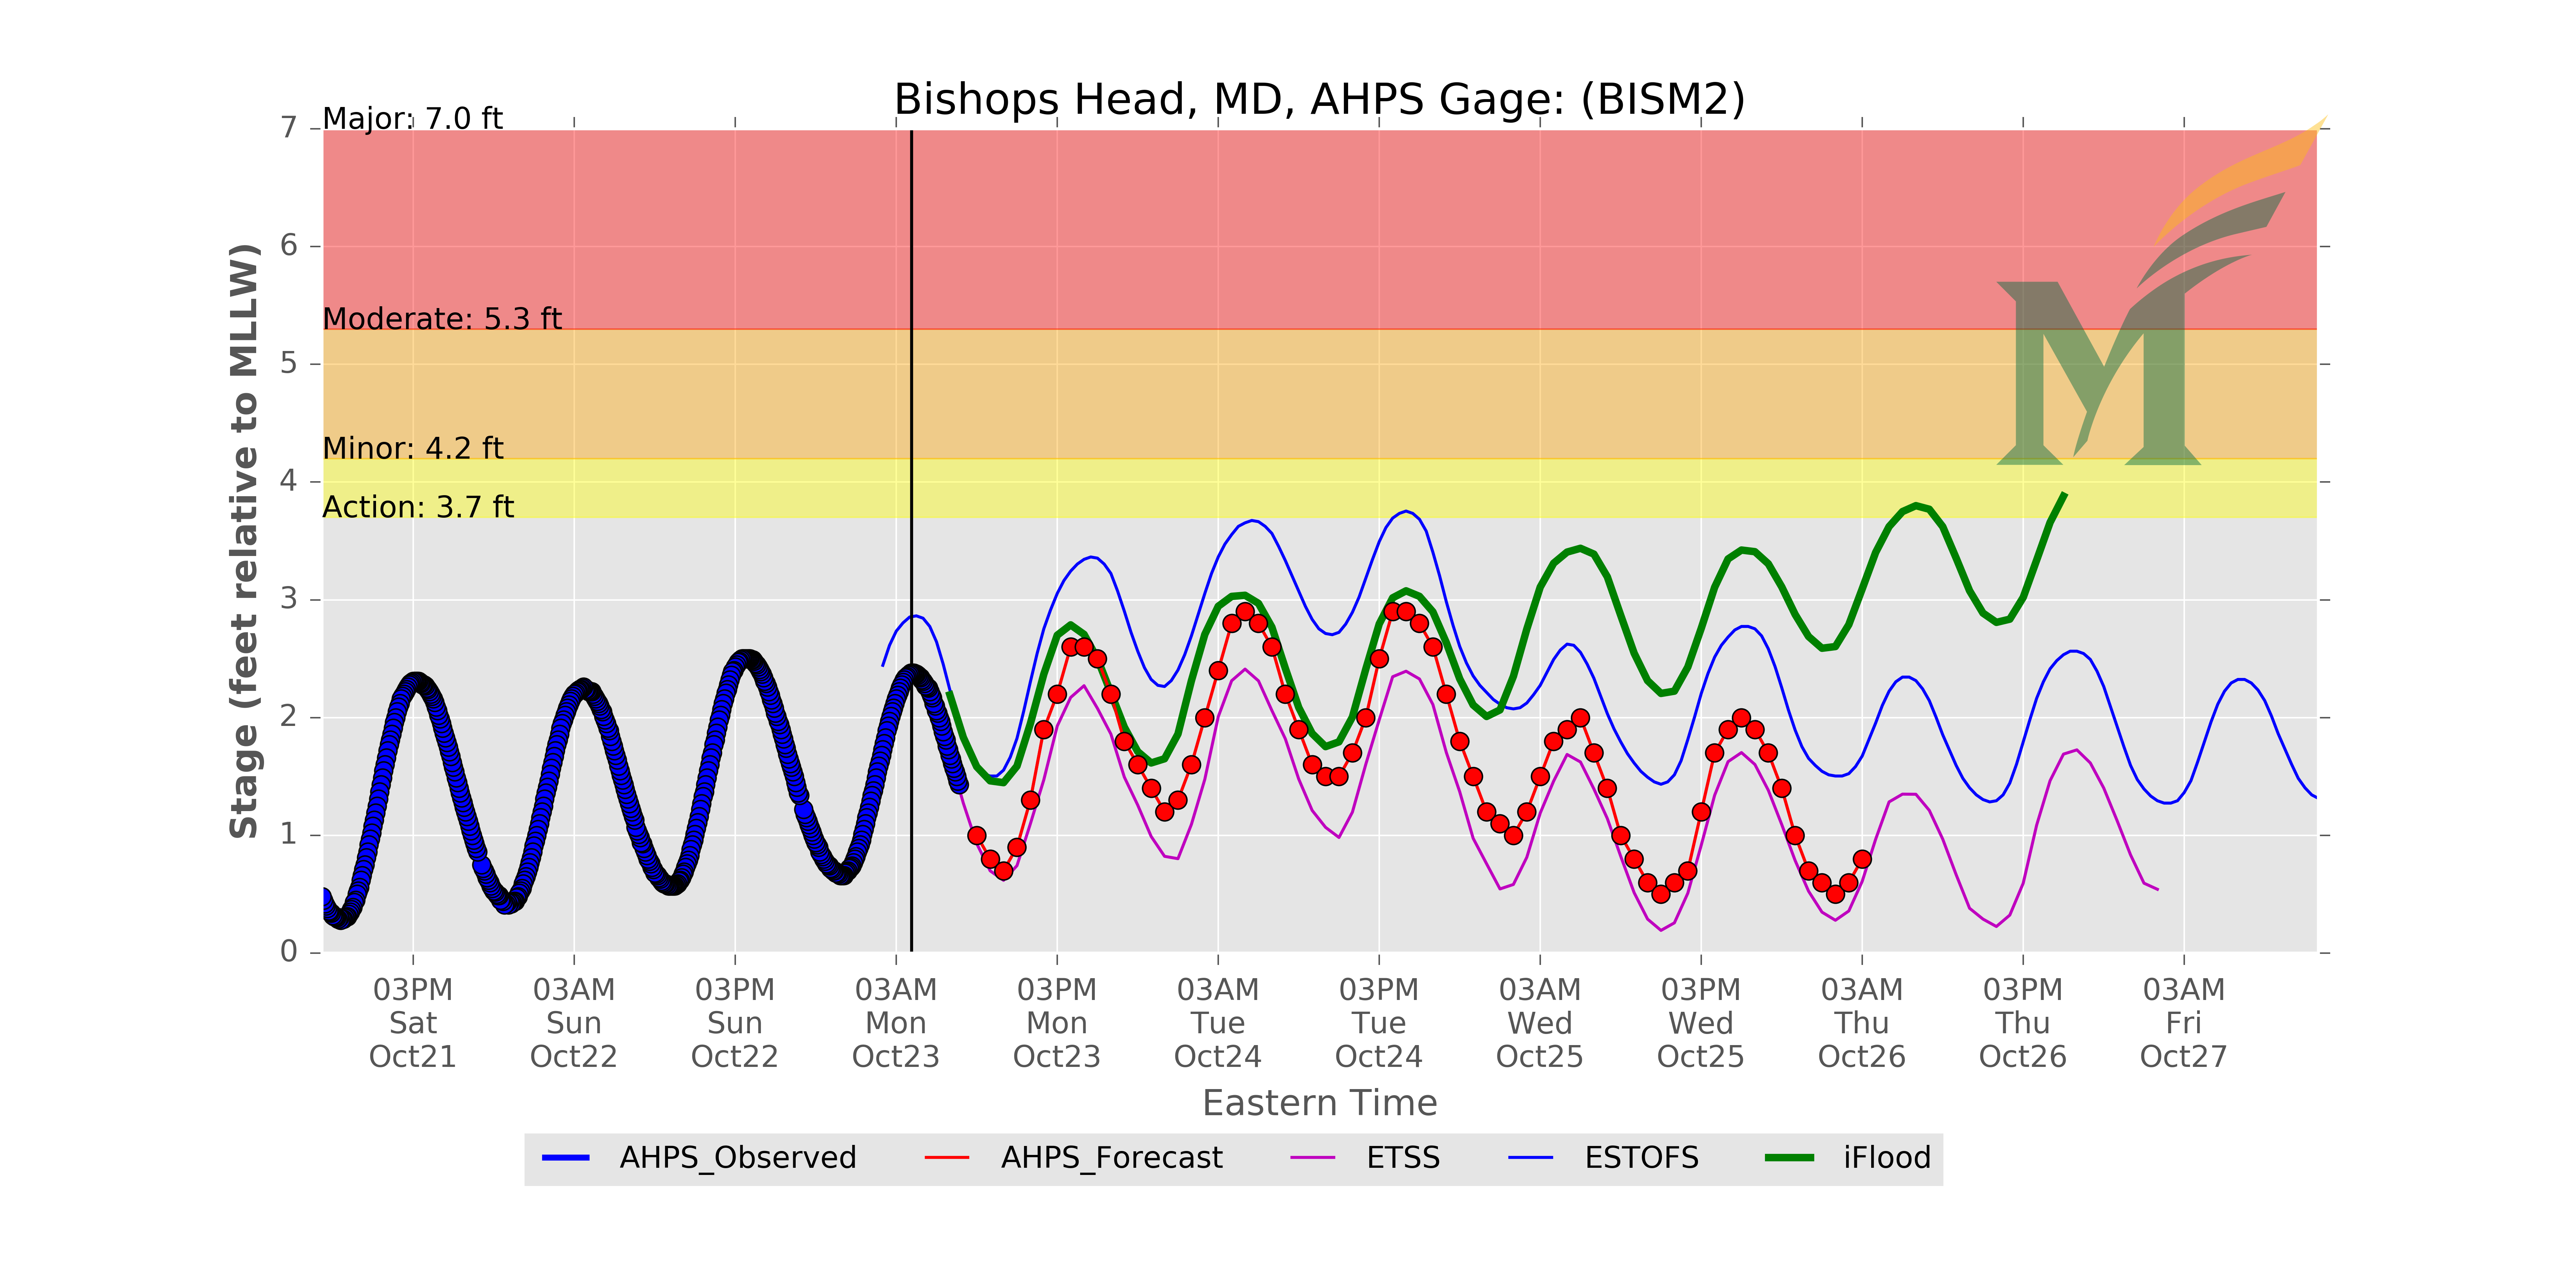 Bishops Head, MD, AHPS Gage: (BISM2)
Major: 7.0 ft
Moderate: 5.3 ft
Minor: 4.2 ft
Action: 3.7 ft
7
6
5
4
3
2
1
0
Stage (feet relative to MLLW)
03PM Sat Oct21
03AM Sun Oct22
03PM Sun Oct22
03AM Mon Oct23
03PM Mon Oct23
03AM Tue Oct24
03PM Tue Oct24
03AM Wed Oct25
03PM Wed Oct25
03AM Thu Oct26
03PM Thu Oct26
03AM Fri Oct27
Eastern Time
AHPS_Observed AHPS_Forecast ETSS ESTOFS iFlood
M